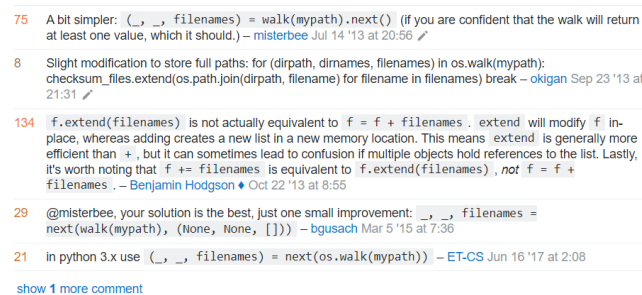 75 A bit simpler: (_, _, filenames) = walk(mypath).next() (if you are confident that the walk will return
at least one value, which it should.) – misterbee Jul 14 '13 at 20:56
8 Slight modification to store full paths: for (dirpath, dirnames, filenames) in os.walk(mypath):
checksum_files.extend(os.path.join(dirpath, filename) for filename in filenames) break – okigan Sep 23 '13 at
21:31
134 f.extend(filenames) is not actually equivalent to f = f + filenames . extend will modify f in-
place, whereas adding creates a new list in a new memory location. This means extend is generally more
efficient than + , but it can sometimes lead to confusion if multiple objects hold references to the list. Lastly,
it's worth noting that f += filenames is equivalent to f.extend(filenames) , not f = f +
filenames . – Benjamin Hodgson ♦ Oct 22 '13 at 8:55
29 @misterbee, your solution is the best, just one small improvement: _, _, filenames =
next(walk(mypath), (None, None, [])) – bgusach Mar 5 '15 at 7:36
21 in python 3.x use (_, _, filenames) = next(os.walk(mypath)) – ET-CS Jun 16 '17 at 2:08
show 1 more comment